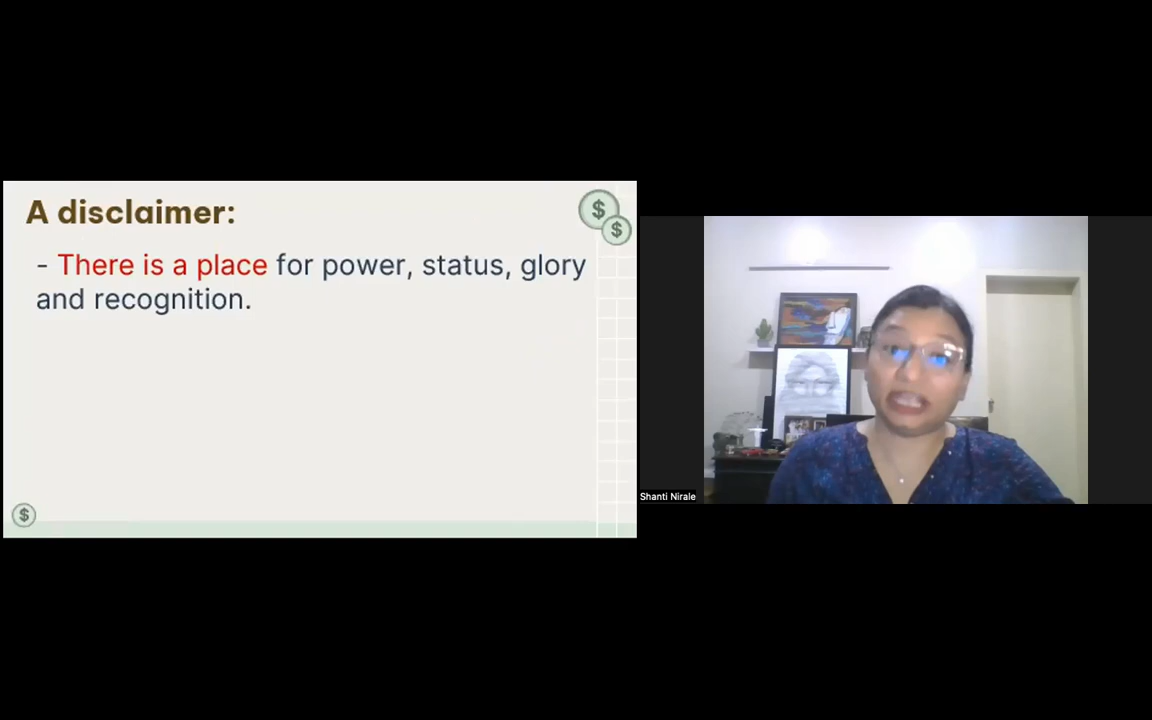 A disclaimer:
- There is a place for power, status, glory
and recognition.
$
$
$
Shanti Nirale